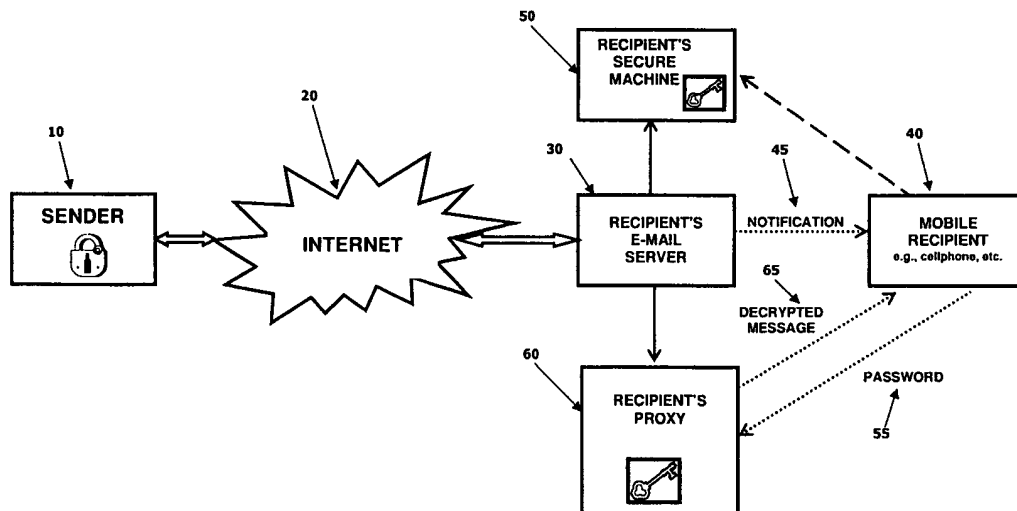 50
RECIPIENT'S
SECURE
MACHINE
20
10
30
45
40
SENDER
INTERNET
RECIPIENT'S
E-MAIL
SERVER
NOTIFICATION
MOBILE
RECIPIENT
e.g., cellphone, etc.
65
DECRYPTED
MESSAGE
60
RECIPIENT'S
PROXY
PASSWORD
55